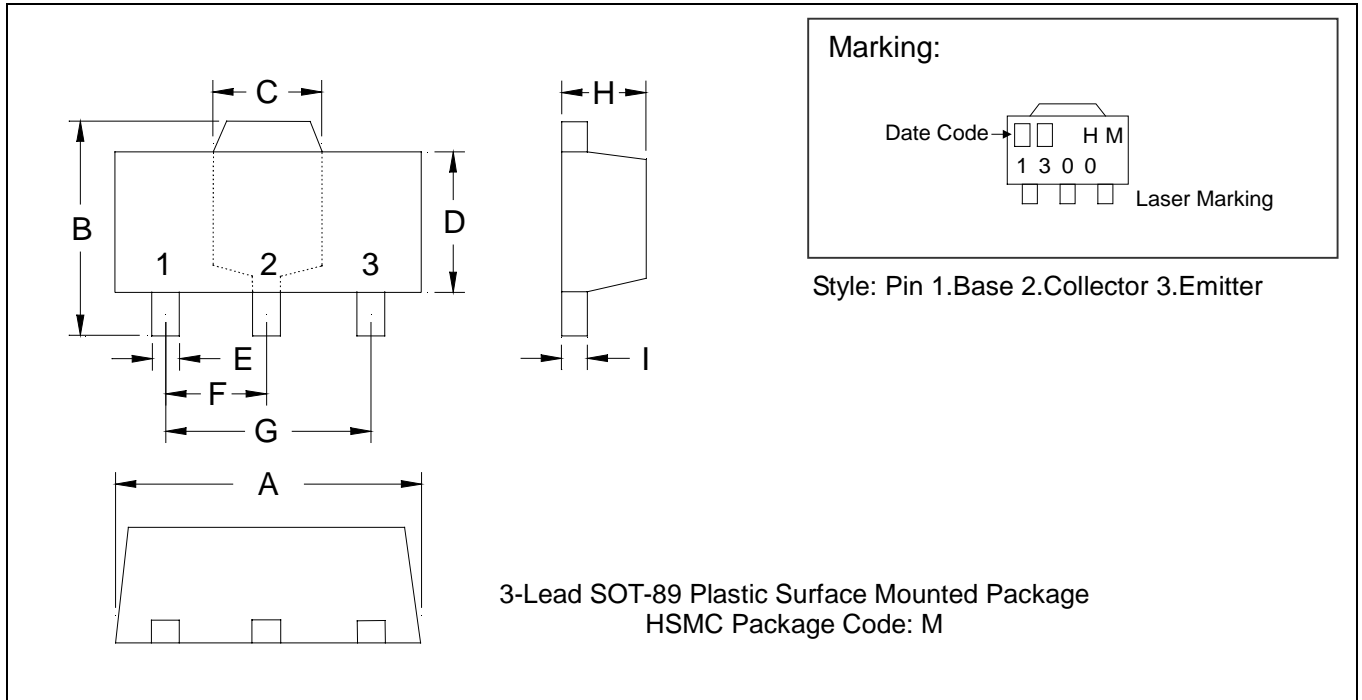 Marking:
Date Code
H M
1 3 0 0
Laser Marking
Style: Pin 1.Base 2.Collector 3.Emitter
C
H
B
D
1 2 3
E
I
F
G
A
3-Lead SOT-89 Plastic Surface Mounted Package
HSMC Package Code: M